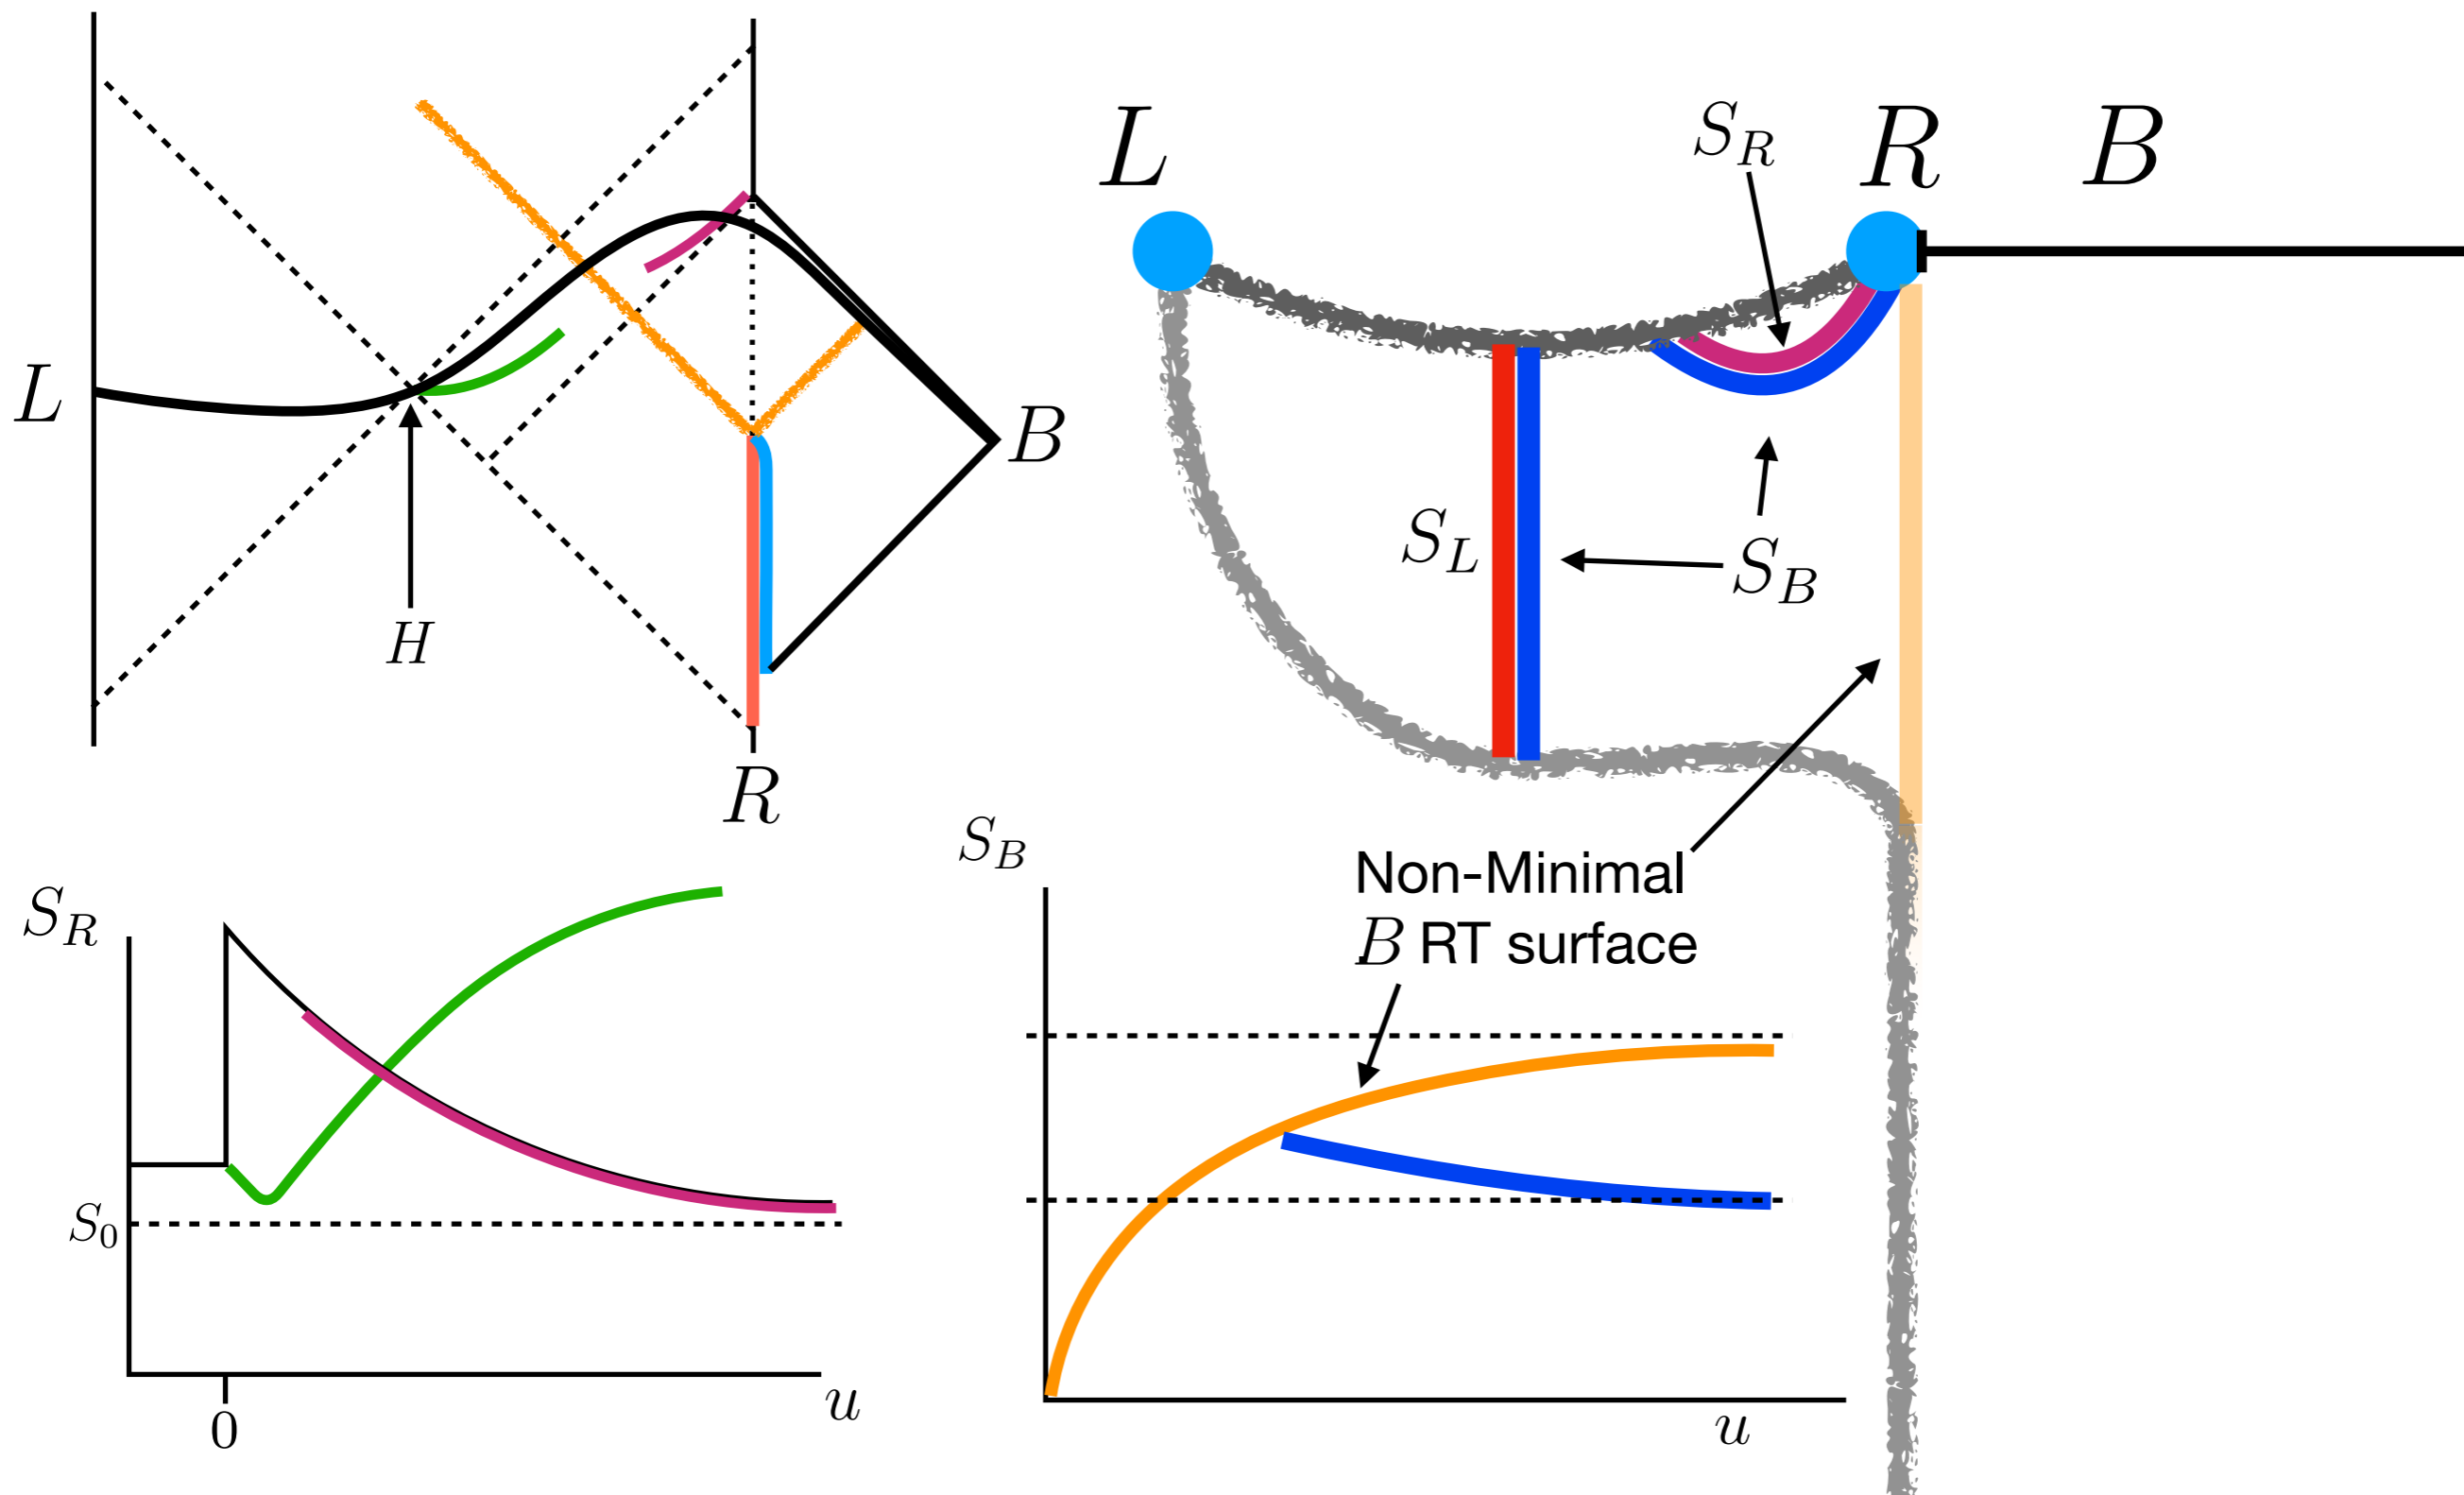 L
H
B
R
L
S_R
R
B
S_L
S_B
Non-Minimal
B RT surface
S_R
S_0
0
u
S_B
u